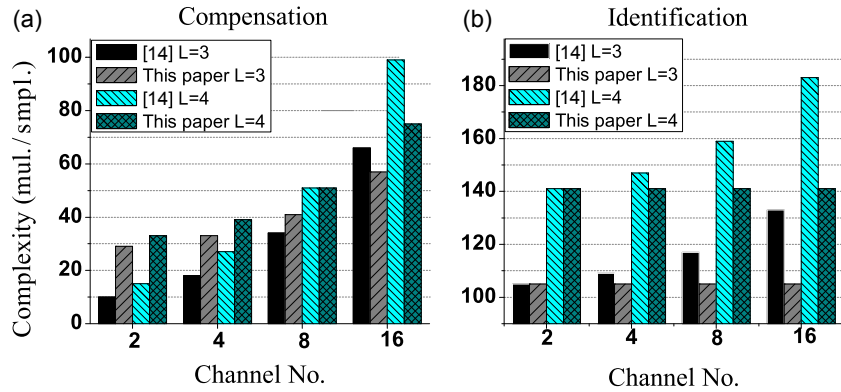 (a) Compensation
Complexity (mul./ smpl.)
100
80
60
40
20
0
[14] L=3
This paper L=3
[14] L=4
This paper L=4
2 4 8 16
Channel No.
(b) Identification
180
160
140
120
100
[14] L=3
This paper L=3
[14] L=4
This paper L=4
2 4 8 16
Channel No.